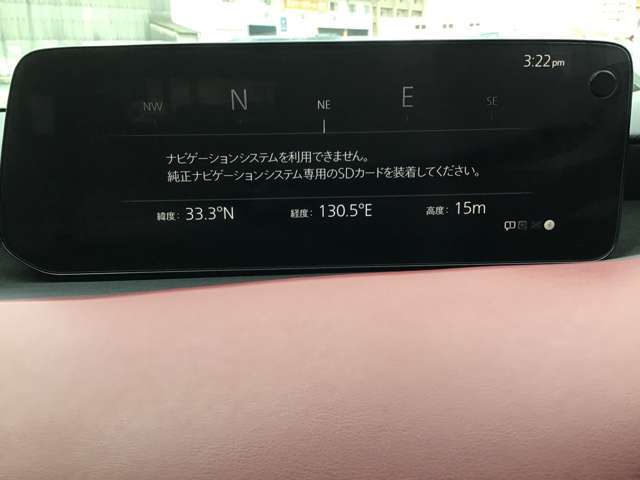 3:22pm
NW N NE E SE
ナビゲーションシステムを利用できません。
純正ナビゲーションシステム専用のSDカードを装着してください。
緯度: 33.3°N 経度: 130.5°E 高度: 15m